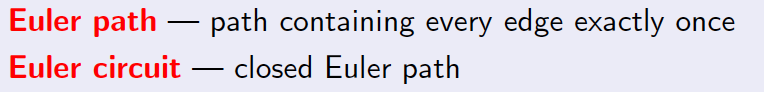 Euler path — path containing every edge exactly once
Euler circuit — closed Euler path